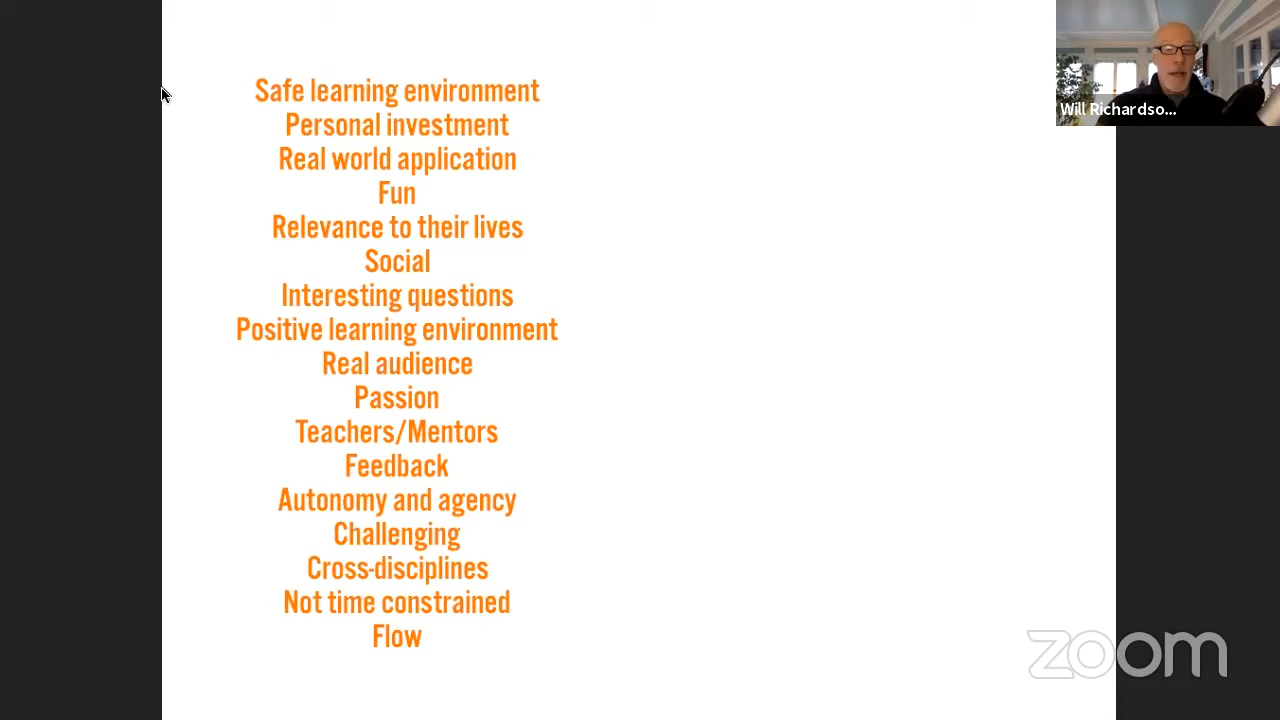 Safe learning environment
Personal investment
Real world application
Fun
Relevance to their lives
Social
Interesting questions
Positive learning environment
Real audience
Passion
Teachers/Mentors
Feedback
Autonomy and agency
Challenging
Cross-disciplines
Not time constrained
Flow
Will Richardso...
zoom